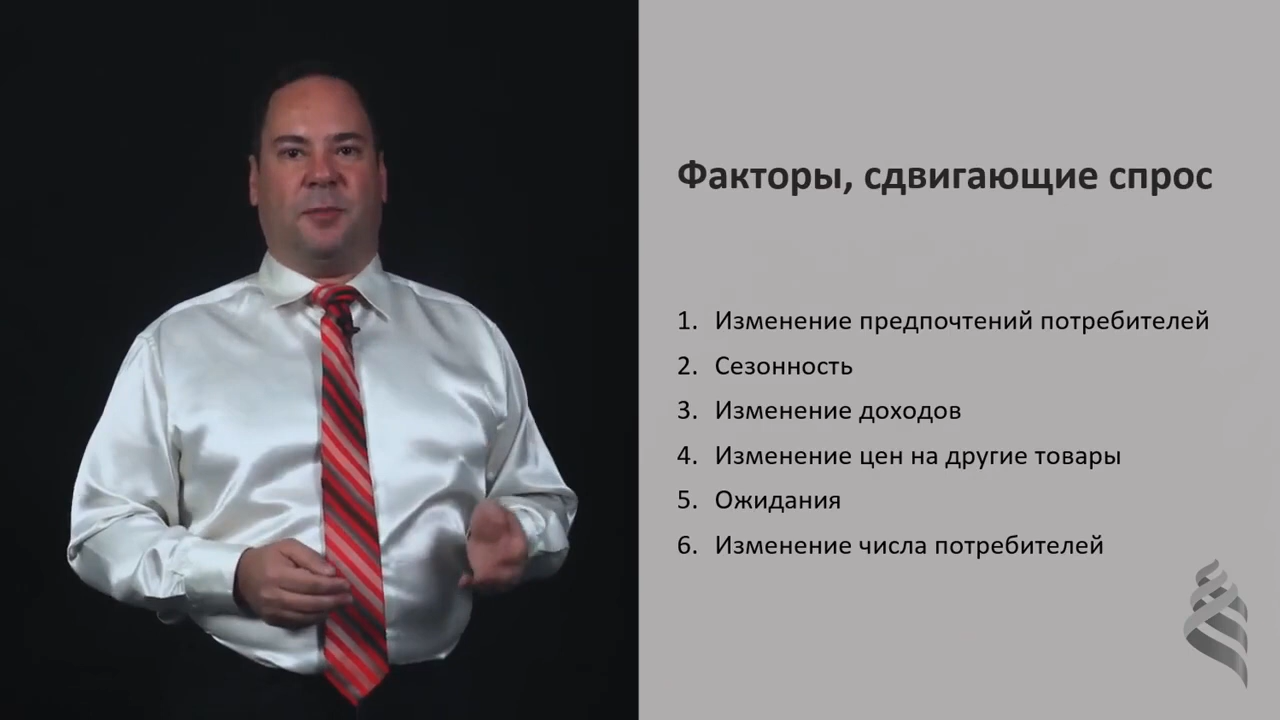 Факторы, сдвигающие спрос
1. Изменение предпочтений потребителей
2. Сезонность
3. Изменение доходов
4. Изменение цен на другие товары
5. Ожидания
6. Изменение числа потребителей